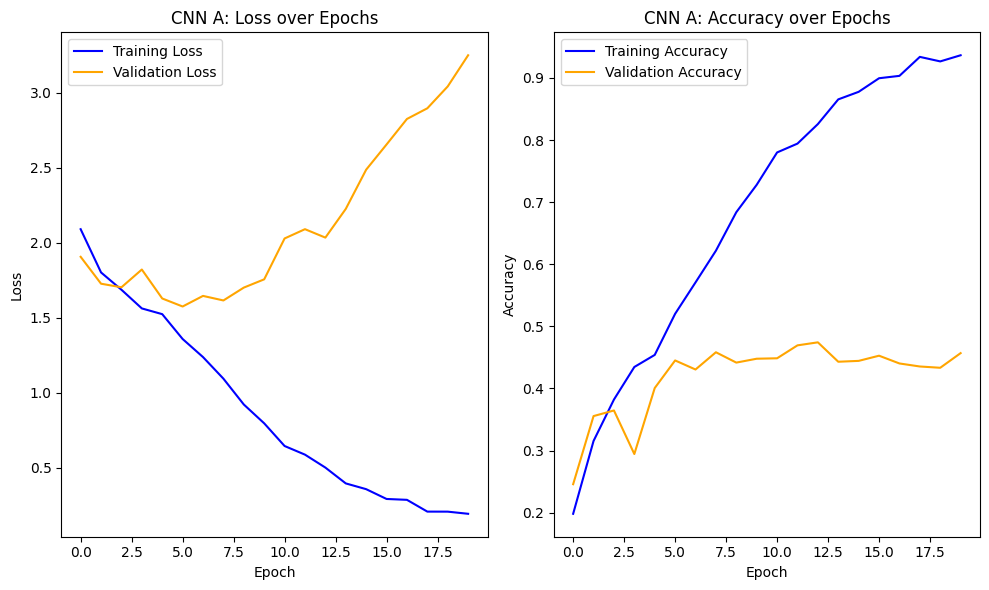 CNN A: Loss over Epochs
Training Loss
Validation Loss
3.0
2.5
2.0
1.5
1.0
0.5
Loss
0.0 2.5 5.0 7.5 10.0 12.5 15.0 17.5
Epoch
CNN A: Accuracy over Epochs
Training Accuracy
Validation Accuracy
0.9
0.8
0.7
0.6
0.5
0.4
0.3
0.2
Accuracy
0.0 2.5 5.0 7.5 10.0 12.5 15.0 17.5
Epoch